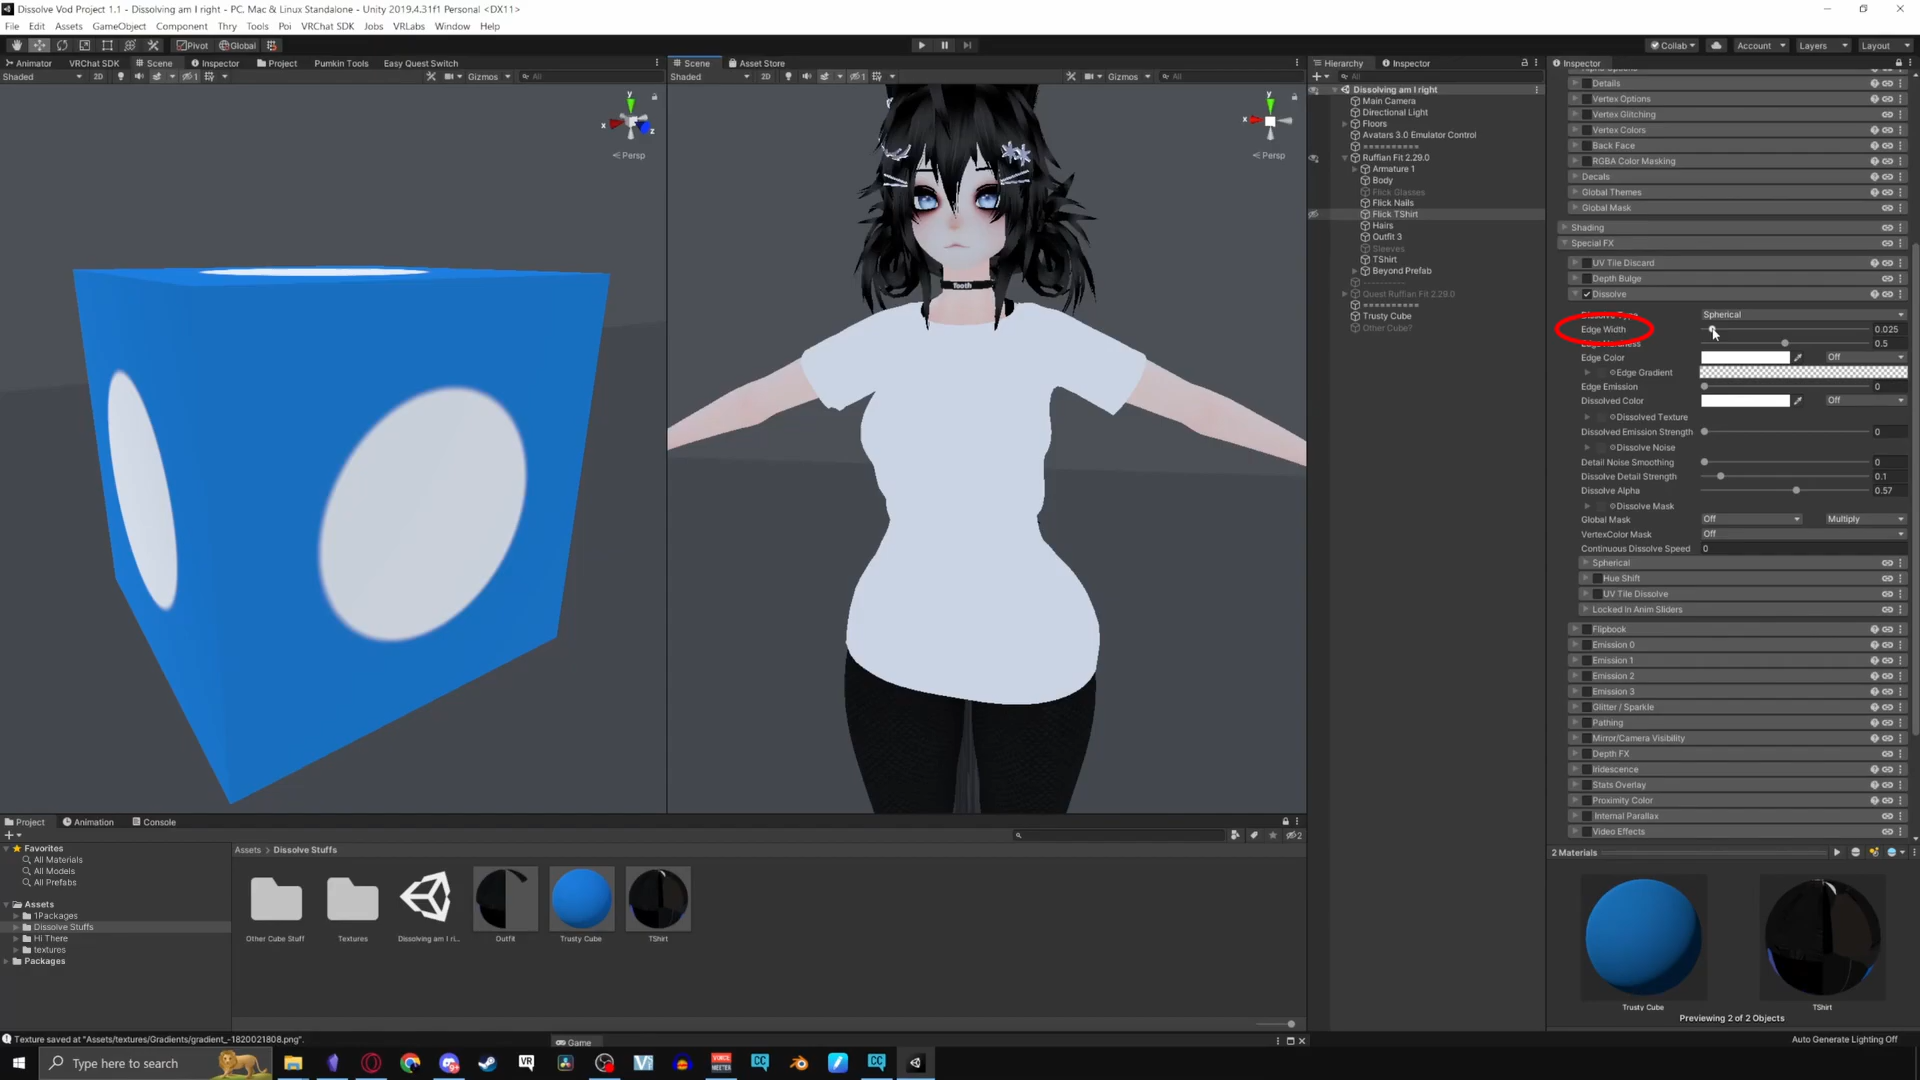 Dissolve Vod Project 1.1 - Dissolving am I right - PC, Mac & Linux Standalone - Unity 2019.4.31f1 Personal <DX11>
File Edit Assets GameObject Component Thry Tools Poi VRChat SDK Jobs VRLabs Window Help
Pivot Global Collab Account Layers Layout
Animator VRChat SDK Scene Inspector Project Pumkin Tools Easy Quest Switch
Shaded 2D Gizmos All
y
x
z
Persp
Scene Asset Store
Shaded 2D Gizmos All
y
x
Persp
Tooth
Hierarchy Inspector
All
Dissolving am I right
Main Camera
Directional Light
Floors
Avatars 3.0 Emulator Control
==========
Ruffian Fit 2.29.0
Armature 1
Body
Flick Glasses
Flick Nails
Flick TShirt
Hairs
Outfit 3
Sleeves
TShirt
Beyond Prefab
----------
Quest Ruffian Fit 2.29.0
==========
Trusty Cube
Other Cube?
Inspector
Details
Vertex Options
Vertex Glitching
Vertex Colors
Back Face
RGBA Color Masking
Decals
Global Themes
Global Mask
Shading
Special FX
UV Tile Discard
Depth Bulge
Dissolve
Dissolve Type Spherical
Edge Width 0.025
Edge Hardness 0.5
Edge Color Off
Edge Gradient
Edge Emission 0
Dissolved Color Off
Dissolved Texture
Dissolved Emission Strength 0
Dissolve Noise
Detail Noise Smoothing 0
Dissolve Detail Strength 0.1
Dissolve Alpha 0.57
Dissolve Mask
Global Mask Off Multiply
VertexColor Mask Off
Continuous Dissolve Speed 0
Spherical
Hue Shift
UV Tile Dissolve
Locked In Anim Sliders
Flipbook
Emission 0
Emission 1
Emission 2
Emission 3
Glitter / Sparkle
Pathing
Mirror/Camera Visibility
Depth FX
Iridescence
Stats Overlay
Proximity Color
Internal Parallax
Video Effects
2 Materials
Trusty Cube TShirt
Previewing 2 of 2 Objects
Auto Generate Lighting Off
Project Animation Console
2
Favorites
All Materials
All Models
All Prefabs
Assets
1Packages
Dissolve Stuffs
Hi There
textures
Packages
Assets > Dissolve Stuffs
Other Cube Stuff Textures Dissolving am I ri... Outfit Trusty Cube TShirt
Texture saved at "Assets/textures/Gradients/gradient_-1820021808.png".
Game
Type here to search